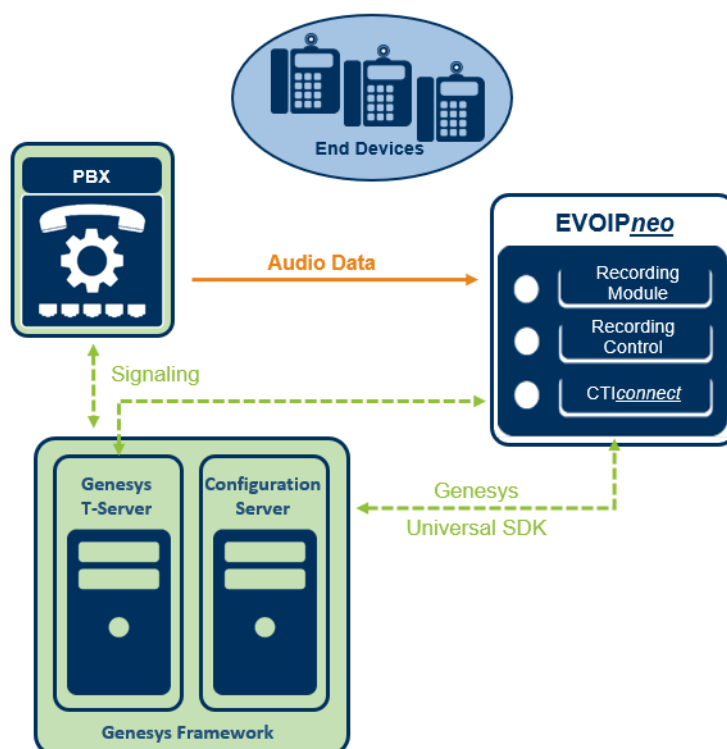 End Devices
PBX
EVOIPneo
Audio Data
Recording
Module
Recording
Control
CTIconnect
Signaling
Genesys
T-Server
Configuration
Server
Genesys
Universal SDK
Genesys Framework